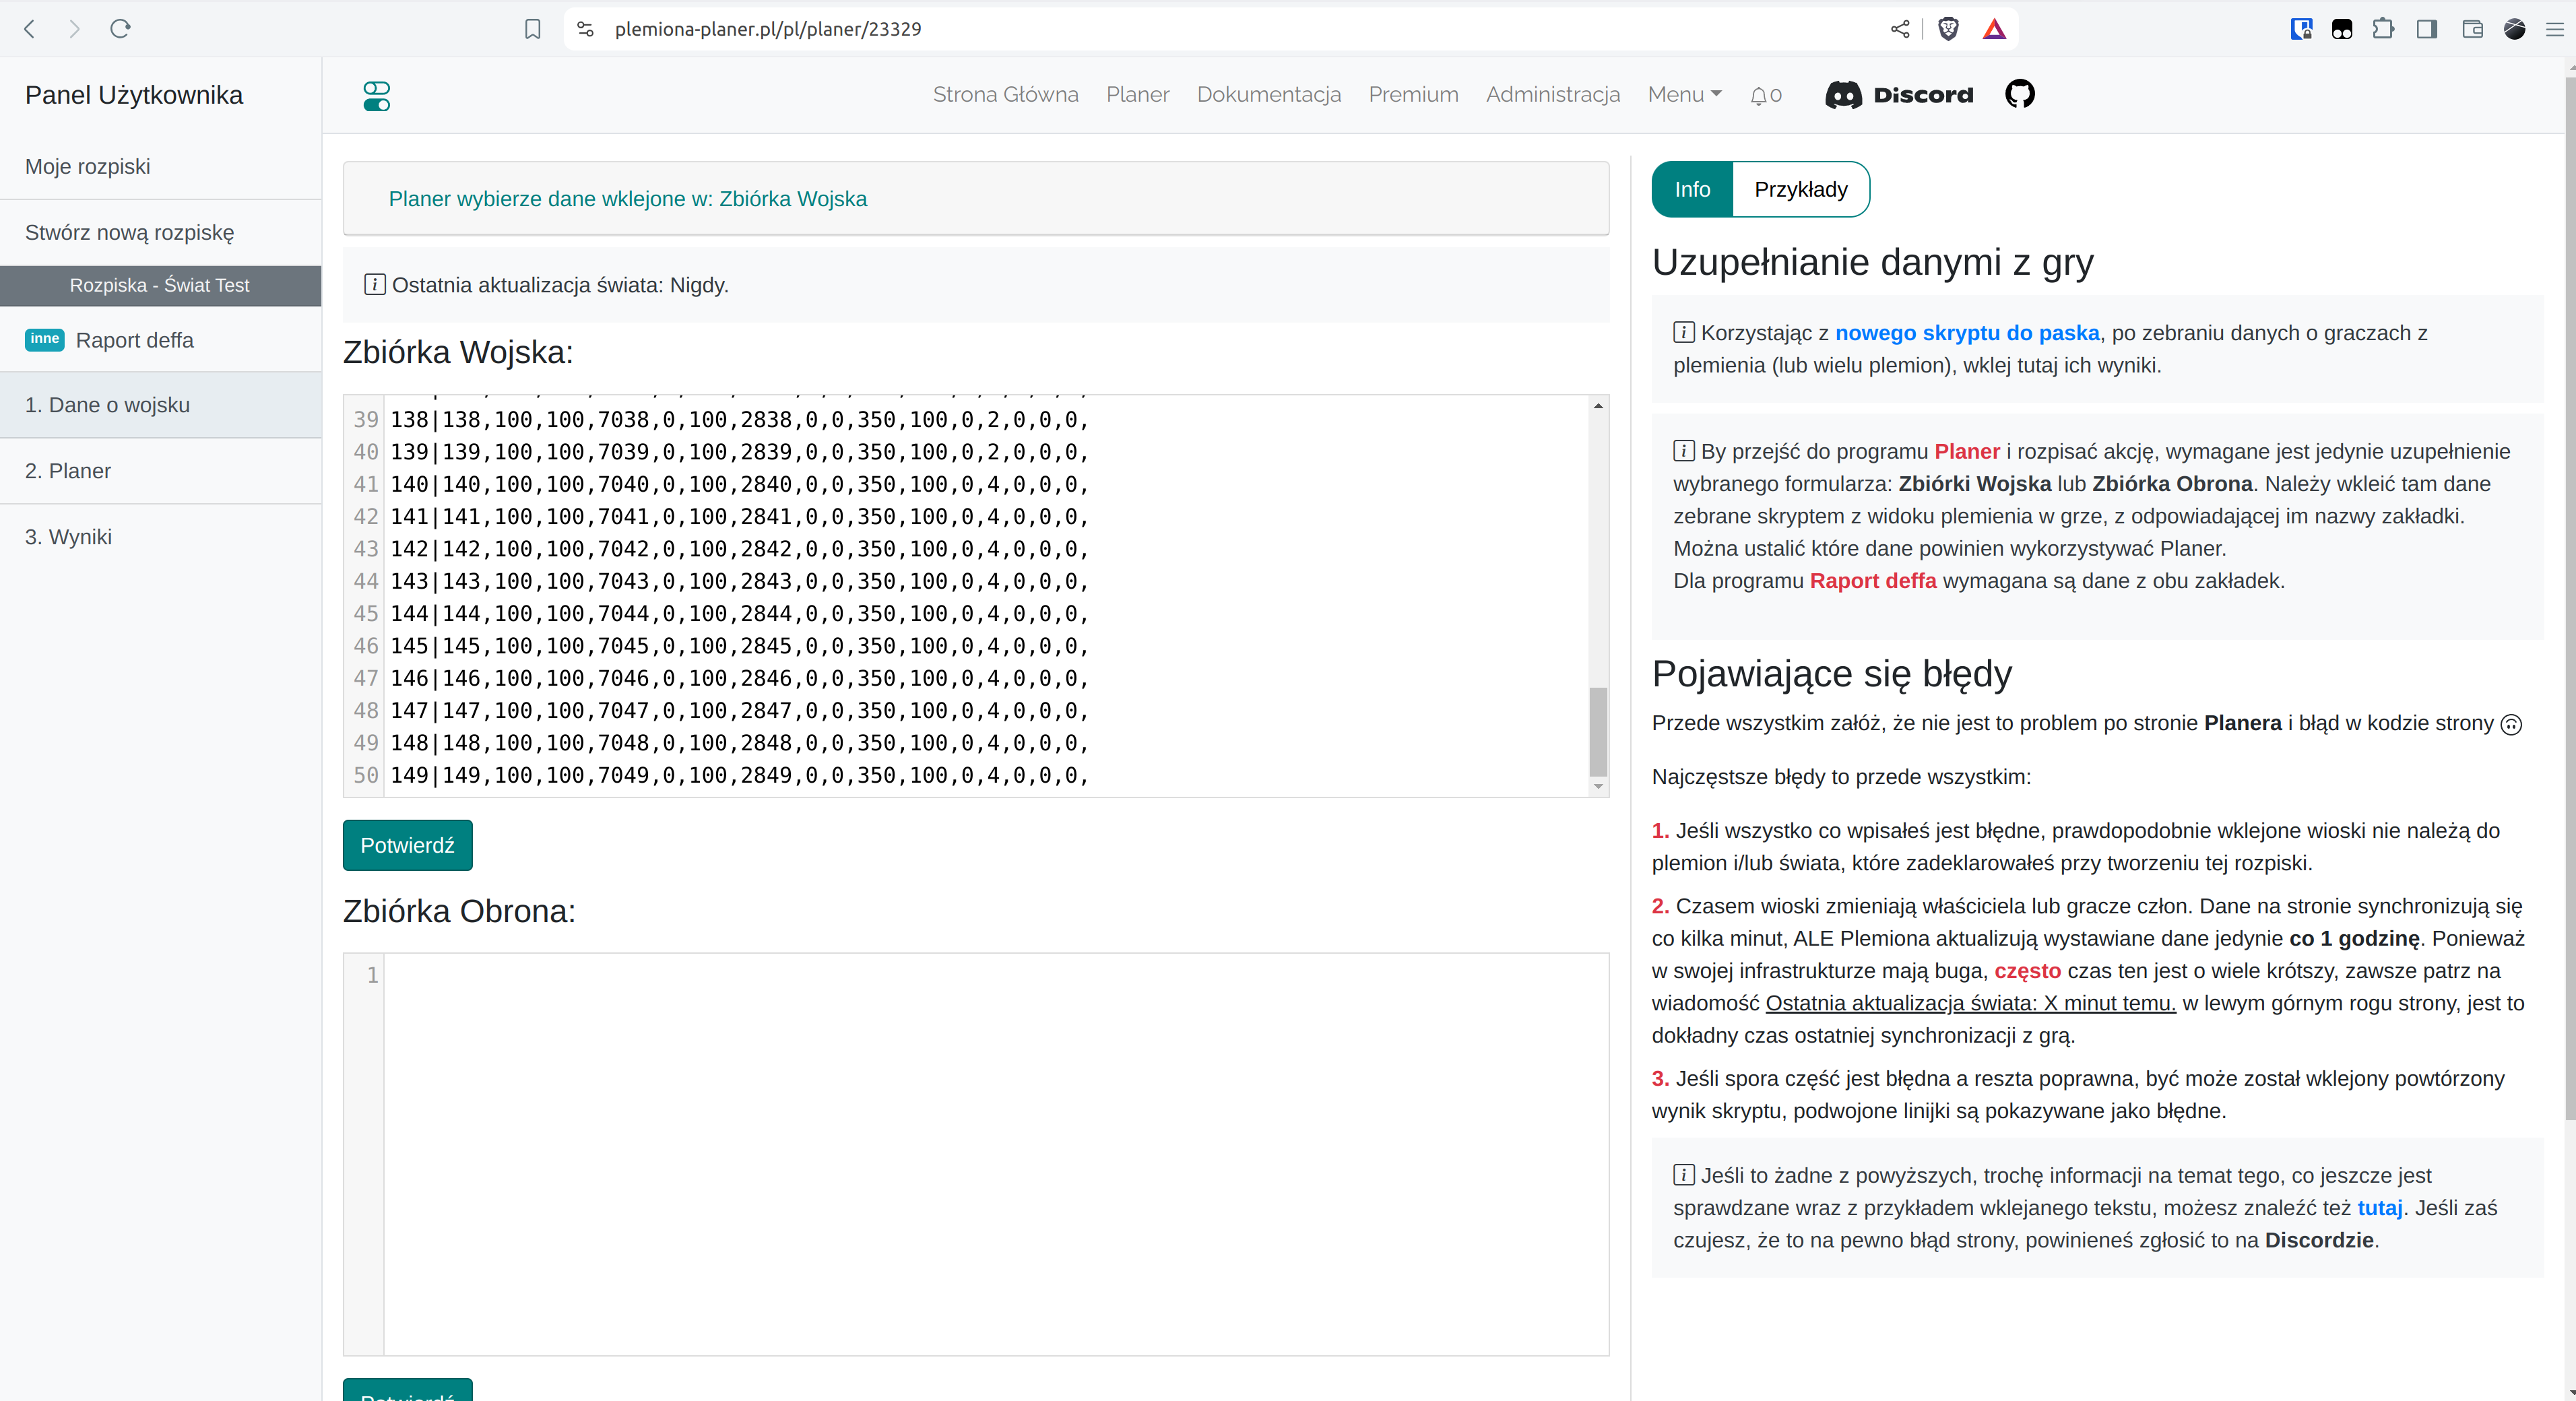 plemiona-planer.pl/pl/planer/23329
Panel Użytkownika
Moje rozpiski
Stwórz nową rozpiskę
Rozpiska - Świat Test
inne Raport deffa
1. Dane o wojsku
2. Planer
3. Wyniki
Strona Główna Planer Dokumentacja Premium Administracja Menu 0 Discord
Planer wybierze dane wklejone w: Zbiórka Wojska
Ostatnia aktualizacja świata: Nigdy.
Zbiórka Wojska:
39 138|138,100,100,7038,0,100,2838,0,0,350,100,0,2,0,0,0,
40 139|139,100,100,7039,0,100,2839,0,0,350,100,0,2,0,0,0,
41 140|140,100,100,7040,0,100,2840,0,0,350,100,0,4,0,0,0,
42 141|141,100,100,7041,0,100,2841,0,0,350,100,0,4,0,0,0,
43 142|142,100,100,7042,0,100,2842,0,0,350,100,0,4,0,0,0,
44 143|143,100,100,7043,0,100,2843,0,0,350,100,0,4,0,0,0,
45 144|144,100,100,7044,0,100,2844,0,0,350,100,0,4,0,0,0,
46 145|145,100,100,7045,0,100,2845,0,0,350,100,0,4,0,0,0,
47 146|146,100,100,7046,0,100,2846,0,0,350,100,0,4,0,0,0,
48 147|147,100,100,7047,0,100,2847,0,0,350,100,0,4,0,0,0,
49 148|148,100,100,7048,0,100,2848,0,0,350,100,0,4,0,0,0,
50 149|149,100,100,7049,0,100,2849,0,0,350,100,0,4,0,0,0,
Potwierdź
Zbiórka Obrona:
1
Potwierdź
Info Przykłady
Uzupełnianie danymi z gry
Korzystając z nowego skryptu do paska, po zebraniu danych o graczach z
plemienia (lub wielu plemion), wklej tutaj ich wyniki.
By przejść do programu Planer i rozpisać akcję, wymagane jest jedynie uzupełnienie
wybranego formularza: Zbiórki Wojska lub Zbiórka Obrona. Należy wkleić tam dane
zebrane skryptem z widoku plemienia w grze, z odpowiadającej im nazwy zakładki.
Można ustalić które dane powinien wykorzystywać Planer.
Dla programu Raport deffa wymagana są dane z obu zakładek.
Pojawiające się błędy
Przede wszystkim załóż, że nie jest to problem po stronie Planera i błąd w kodzie strony
Najczęstsze błędy to przede wszystkim:
1. Jeśli wszystko co wpisałeś jest błędne, prawdopodobnie wklejone wioski nie należą do
plemion i/lub świata, które zadeklarowałeś przy tworzeniu tej rozpiski.
2. Czasem wioski zmieniają właściciela lub gracze człon. Dane na stronie synchronizują się
co kilka minut, ALE Plemiona aktualizują wystawiane dane jedynie co 1 godzinę. Ponieważ
w swojej infrastrukturze mają buga, często czas ten jest o wiele krótszy, zawsze patrz na
wiadomość Ostatnia aktualizacja świata: X minut temu. w lewym górnym rogu strony, jest to
dokładny czas ostatniej synchronizacji z grą.
3. Jeśli spora część jest błędna a reszta poprawna, być może został wklejony powtórzony
wynik skryptu, podwojone linijki są pokazywane jako błędne.
Jeśli to żadne z powyższych, trochę informacji na temat tego, co jeszcze jest
sprawdzane wraz z przykładem wklejanego tekstu, możesz znaleźć też tutaj. Jeśli zaś
czujesz, że to na pewno błąd strony, powinieneś zgłosić to na Discordzie.